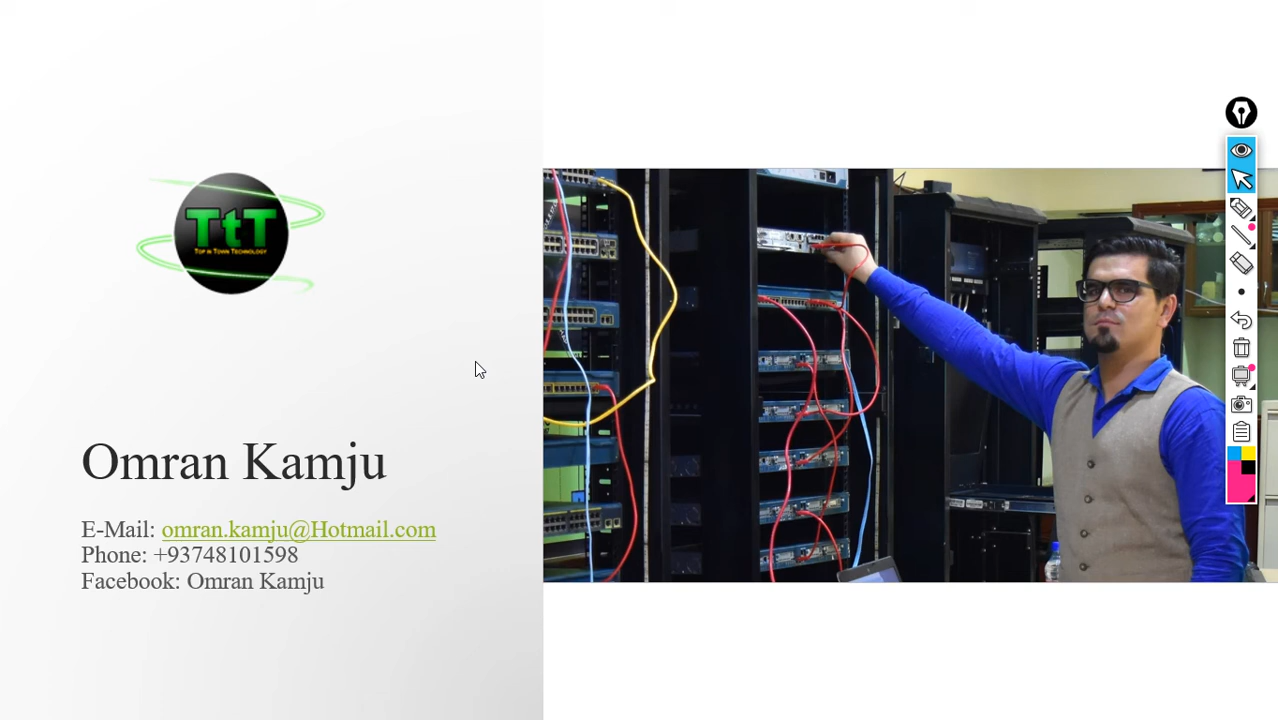 TtT
TOP IN TOWN TECHNOLOGY
Omran Kamju
E-Mail: omran.kamju@Hotmail.com
Phone: +93748101598
Facebook: Omran Kamju